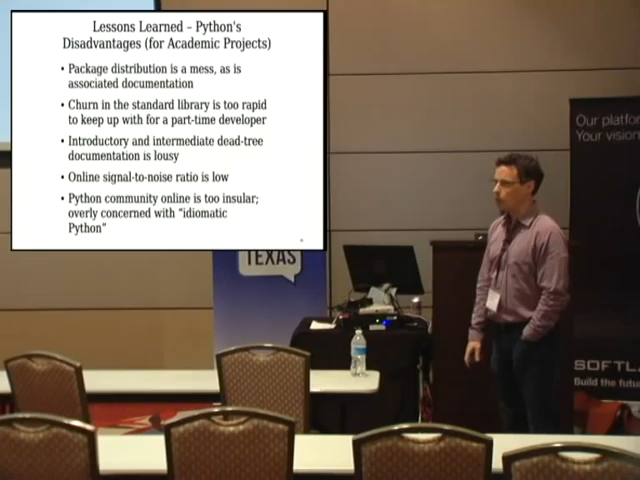 Lessons Learned – Python's
Disadvantages (for Academic Projects)
• Package distribution is a mess, as is
associated documentation
• Churn in the standard library is too rapid
to keep up with for a part-time developer
• Introductory and intermediate dead-tree
documentation is lousy
• Online signal-to-noise ratio is low
• Python community online is too insular;
overly concerned with “idiomatic
Python”
TEXAS
Our platfor
Your vision
SOFTL
Build the futu